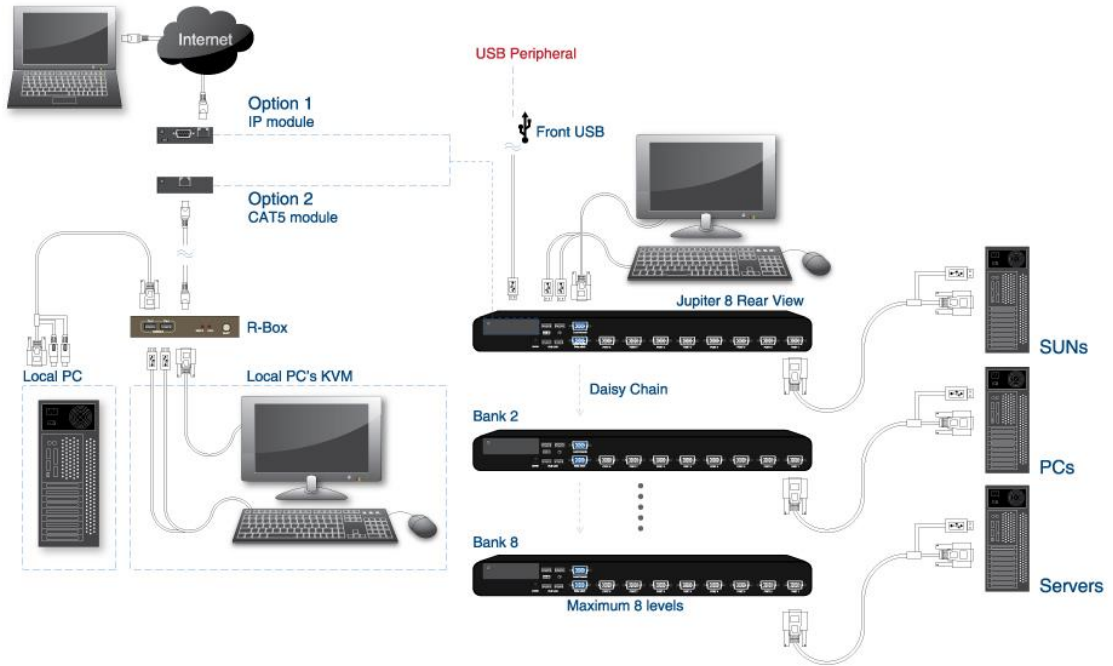 Internet
USB Peripheral
Option 1
IP module
Front USB
Option 2
CAT5 module
Jupiter 8 Rear View
R-Box
SUNs
Local PC
Local PC's KVM
Daisy Chain
Bank 2
PCs
Bank 8
Servers
Maximum 8 levels